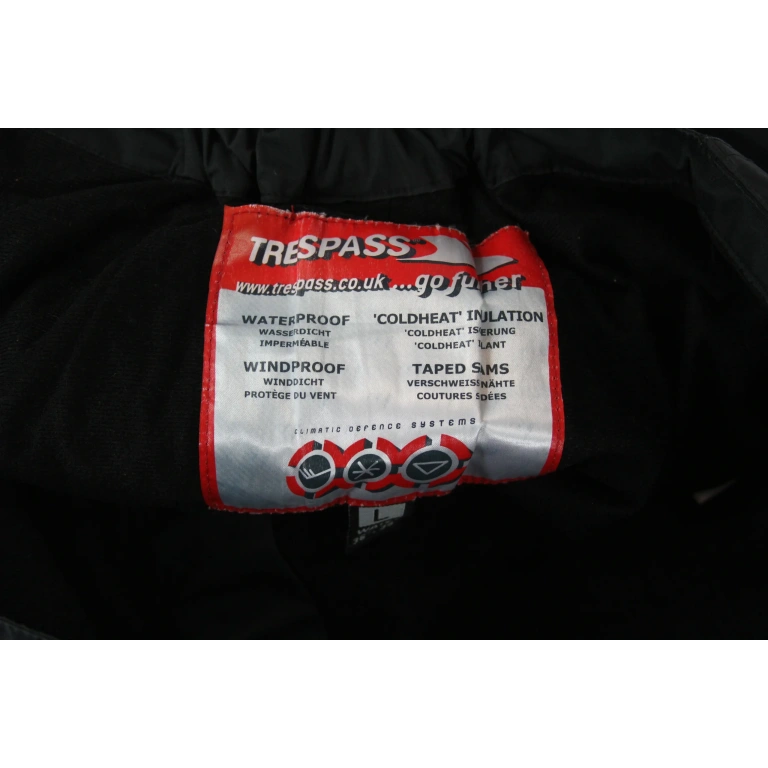 TRESPASS
www.trespass.co.uk ...go further
WATERPROOF
WASSERDICHT
IMPERMÉABLE
'COLDHEAT' INSULATION
'COLDHEAT' ISOLIERUNG
'COLDHEAT' ISOLANT
WINDPROOF
WINDDICHT
PROTÈGE DU VENT
TAPED SEAMS
VERSCHWEISSTE NÄHTE
COUTURES SOUDÉES
CLIMATIC DEFENCE SYSTEMS
L